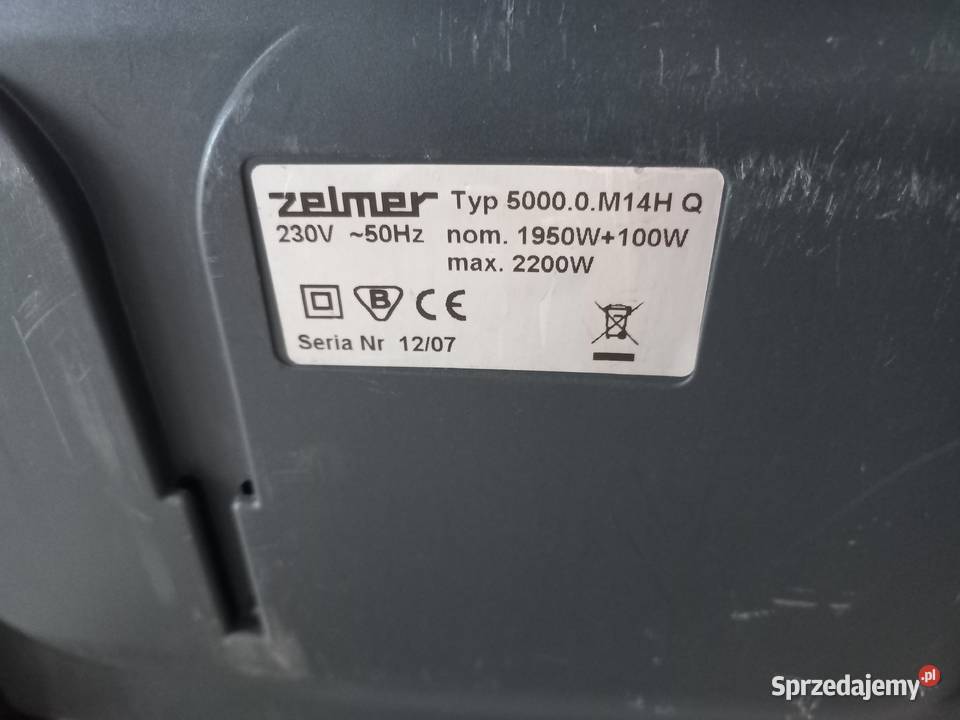 zelmer Typ 5000.0.M14H Q
230V ~50Hz nom. 1950W+100W
max. 2200W
B CE
Seria Nr 12/07
Sprzedajemy.pl